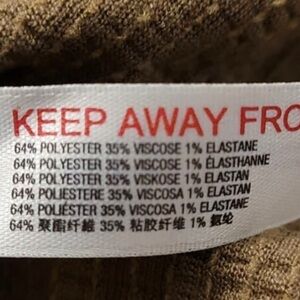 KEEP AWAY FRO
64% POLYESTER 35% VISCOSE 1% ELASTANE
64% POLYESTER 35% VISCOSE 1% ÉLASTHANNE
64% POLYESTER 35% VISKOSE 1% ELASTAN
64% POLIESTERE 35% VISCOSA 1% ELASTAN
64% POLIÉSTER 35% VISCOSA 1% ELASTANE
64% 聚酯纤维 35% 粘胶纤维 1% 氨纶